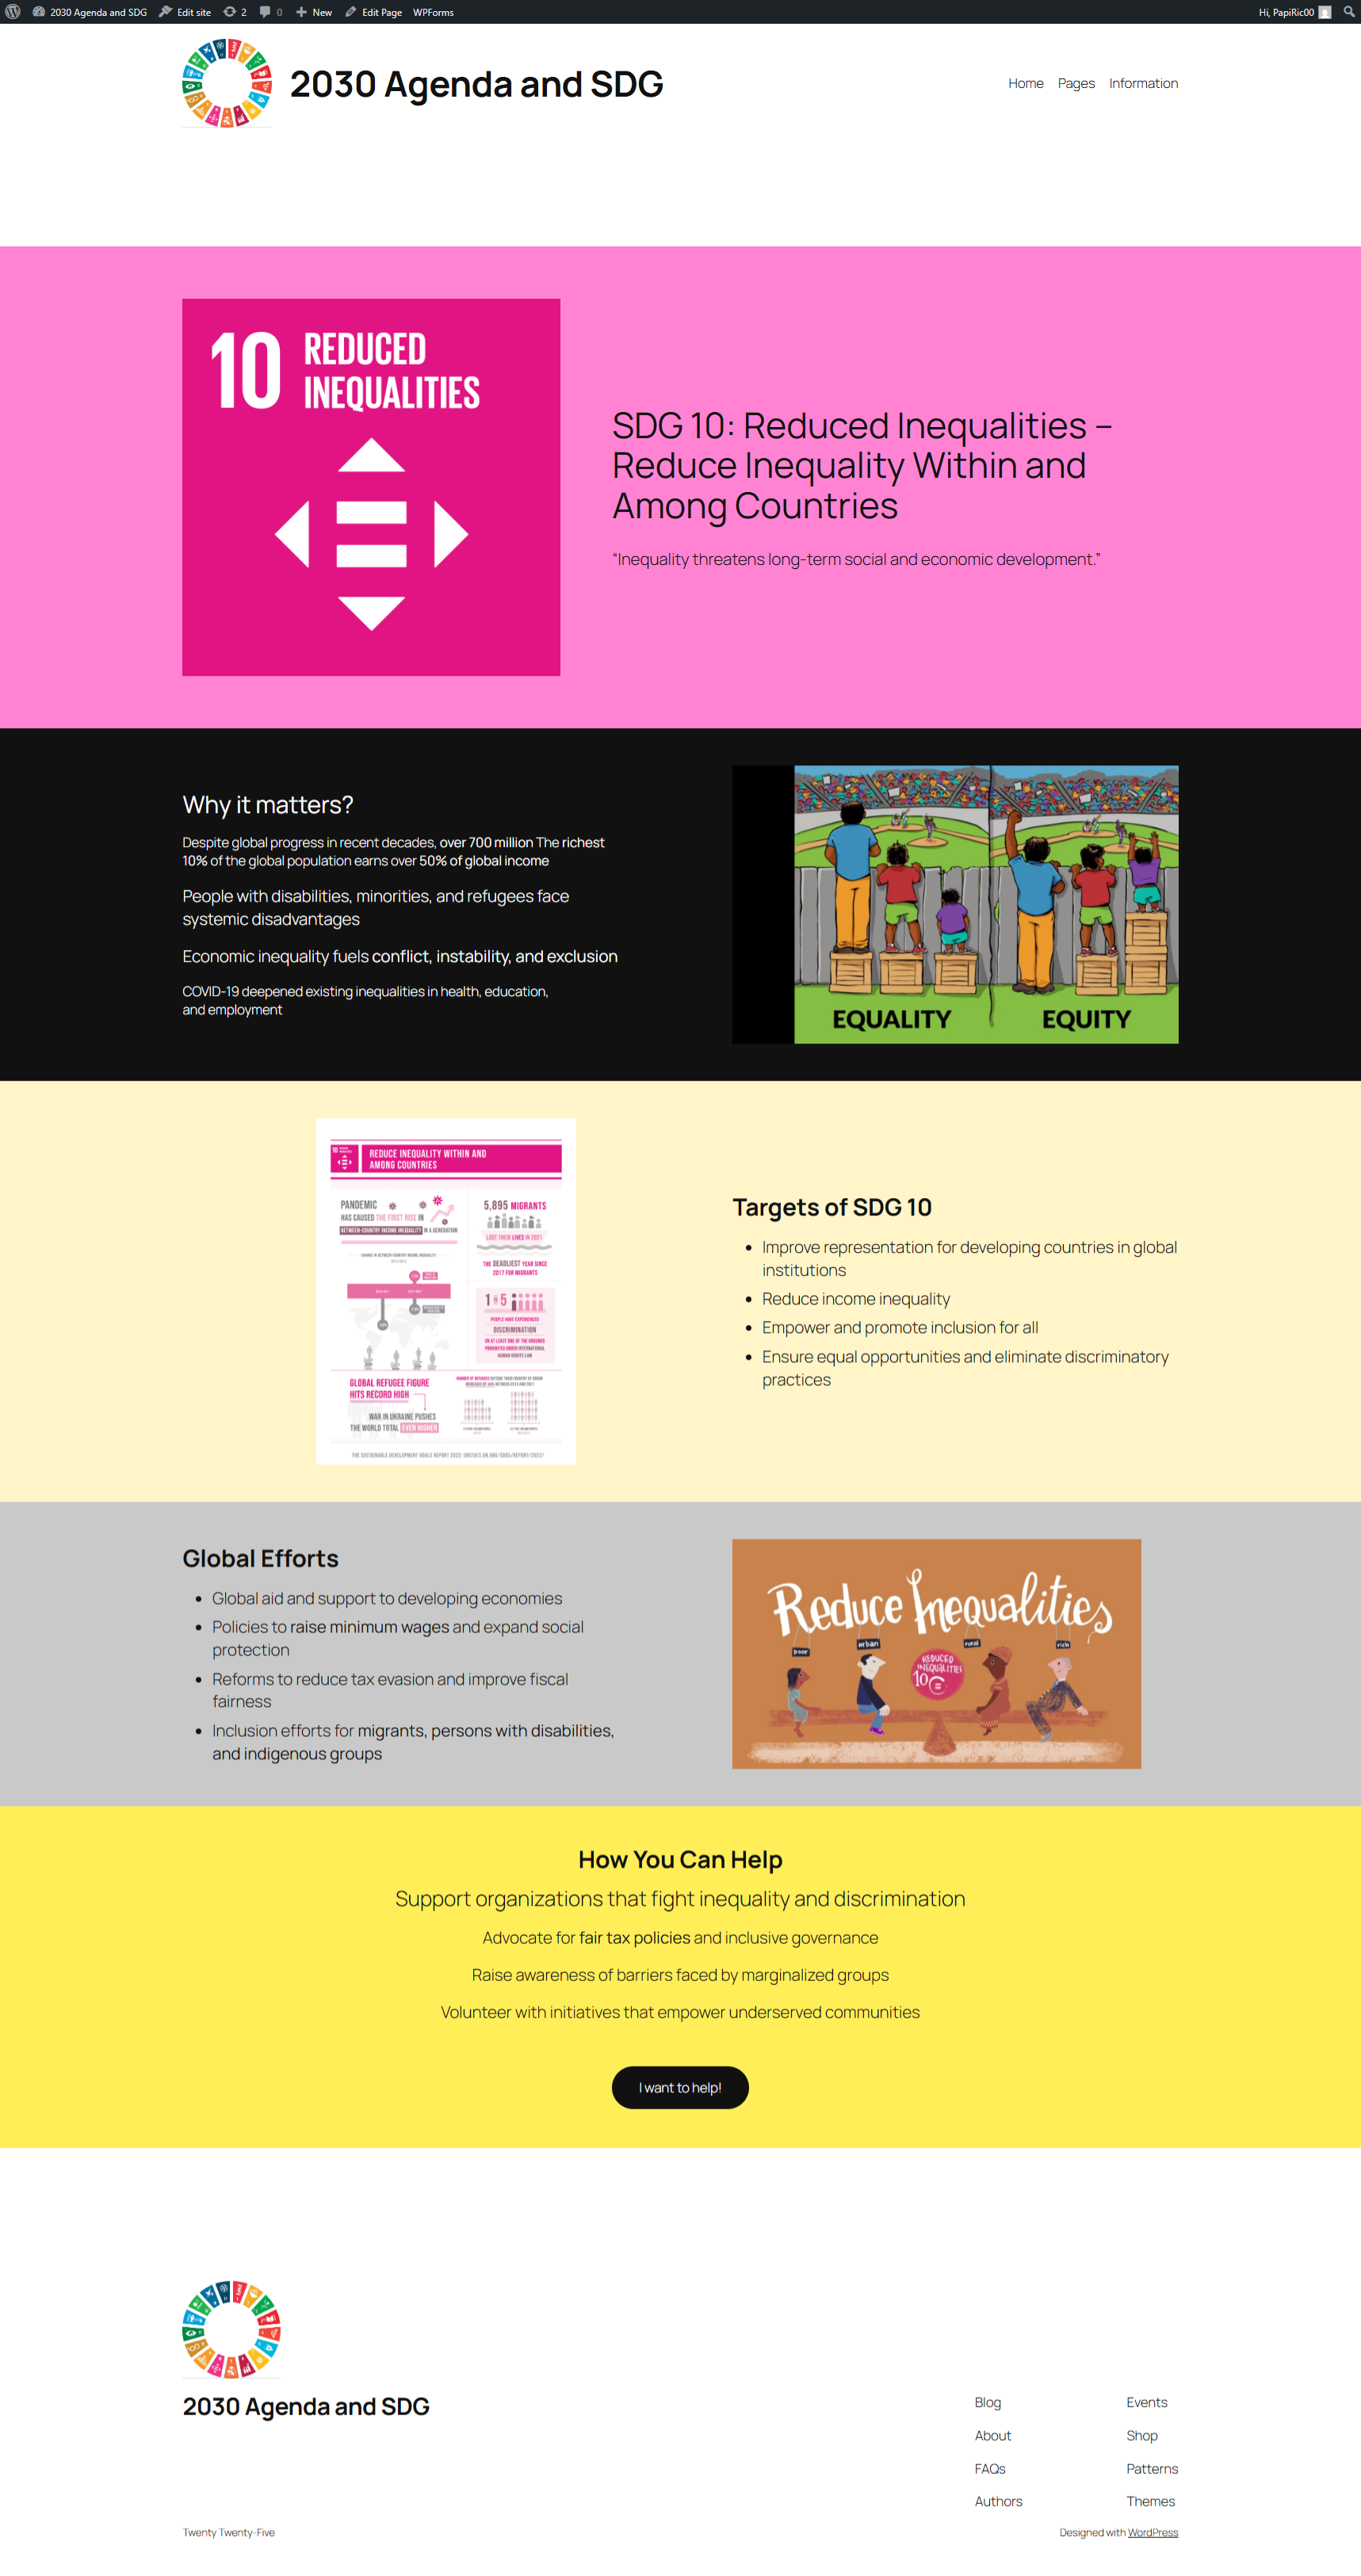 2030 Agenda and SDG Edit site 2 0 New Edit Page WPForms Hi, PapiRic00
2030 Agenda and SDG
Home Pages Information
10 REDUCED
INEQUALITIES
SDG 10: Reduced Inequalities –
Reduce Inequality Within and
Among Countries
“Inequality threatens long-term social and economic development.”
Why it matters?
Despite global progress in recent decades, over 700 million The richest
10% of the global population earns over 50% of global income
People with disabilities, minorities, and refugees face
systemic disadvantages
Economic inequality fuels conflict, instability, and exclusion
COVID-19 deepened existing inequalities in health, education,
and employment
EQUALITY EQUITY
REDUCE INEQUALITY WITHIN AND
AMONG COUNTRIES
PANDEMIC
HAS CAUSED THE FIRST RISE IN
BETWEEN-COUNTRY INCOME INEQUALITY IN A GENERATION
5,895 MIGRANTS
LOST THEIR LIVES IN 2021
THE DEADLIEST YEAR SINCE
2017 FOR MIGRANTS
1 5
PEOPLE HAVE EXPERIENCED
DISCRIMINATION
ON AT LEAST ONE OF THE GROUNDS
PROHIBITED UNDER INTERNATIONAL
HUMAN RIGHTS LAW
GLOBAL REFUGEE FIGURE
HITS RECORD HIGH
WAR IN UKRAINE PUSHES
THE WORLD TOTAL EVEN HIGHER
Targets of SDG 10
Improve representation for developing countries in global
institutions
Reduce income inequality
Empower and promote inclusion for all
Ensure equal opportunities and eliminate discriminatory
practices
Global Efforts
Global aid and support to developing economies
Policies to raise minimum wages and expand social
protection
Reforms to reduce tax evasion and improve fiscal
fairness
Inclusion efforts for migrants, persons with disabilities,
and indigenous groups
Reduce Inequalities
poor urban rural rich
REDUCED
INEQUALITIES
10
How You Can Help
Support organizations that fight inequality and discrimination
Advocate for fair tax policies and inclusive governance
Raise awareness of barriers faced by marginalized groups
Volunteer with initiatives that empower underserved communities
I want to help!
2030 Agenda and SDG
Blog Events
About Shop
FAQs Patterns
Authors Themes
Twenty Twenty-Five
Designed with WordPress